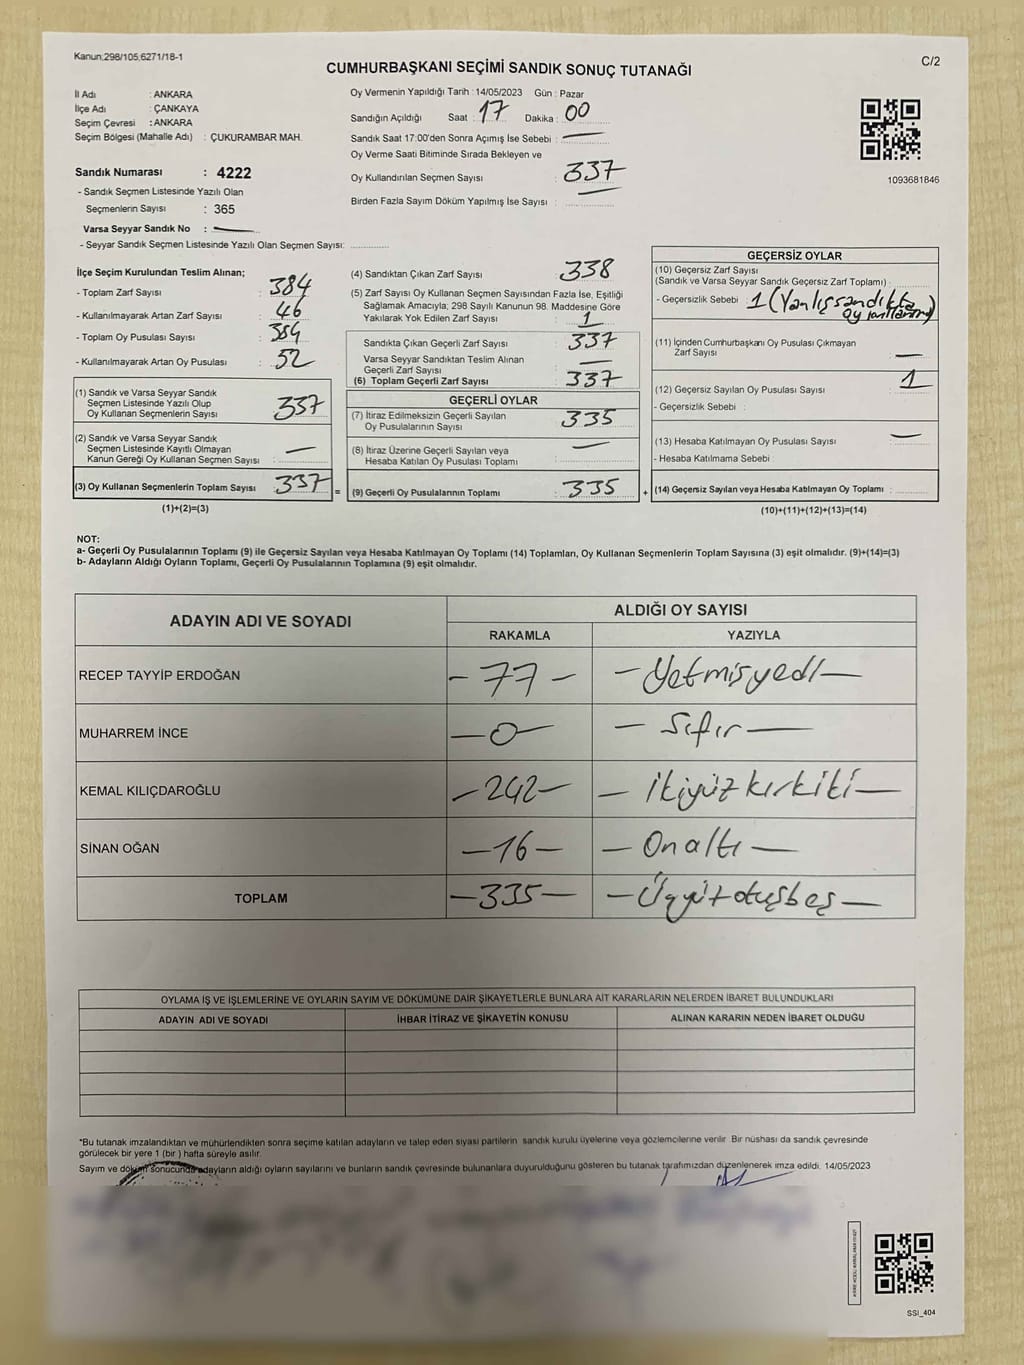 Kanun;298/105;6271/18-1
C/2
CUMHURBAŞKANI SEÇİMİ SANDIK SONUÇ TUTANAĞI
İl Adı : ANKARA
İlçe Adı : ÇANKAYA
Seçim Çevresi : ANKARA
Seçim Bölgesi (Mahalle Adı) : ÇUKURAMBAR MAH.
Oy Vermenin Yapıldığı Tarih : 14/05/2023 Gün : Pazar
Sandığın Açıldığı Saat : 17 Dakika : 00
Sandık Saat 17:00'den Sonra Açımış İse Sebebi : —
Oy Verme Saati Bitiminde Sırada Bekleyen ve
Oy Kullandırılan Seçmen Sayısı : 337
Birden Fazla Sayım Döküm Yapılmış İse Sayısı :
1093681846
Sandık Numarası : 4222
- Sandık Seçmen Listesinde Yazılı Olan
Seçmenlerin Sayısı : 365
Varsa Seyyar Sandık No : —
- Seyyar Sandık Seçmen Listesinde Yazılı Olan Seçmen Sayısı:
İlçe Seçim Kurulundan Teslim Alınan;
- Toplam Zarf Sayısı : 384
- Kullanılmayarak Artan Zarf Sayısı : 46
- Toplam Oy Pusulası Sayısı : 384
- Kullanılmayarak Artan Oy Pusulası : 52
(1) Sandık ve Varsa Seyyar Sandık
Seçmen Listesinde Yazılı Olup
Oy Kullanan Seçmenlerin Sayısı : 337
(2) Sandık ve Varsa Seyyar Sandık
Seçmen Listesinde Kayıtlı Olmayan
Kanun Gereği Oy Kullanan Seçmen Sayısı : —
(3) Oy Kullanan Seçmenlerin Toplam Sayısı : 337
(1)+(2)=(3)
(4) Sandıktan Çıkan Zarf Sayısı 338
(5) Zarf Sayısı Oy Kullanan Seçmen Sayısından Fazla İse, Eşitliği
Sağlamak Amacıyla, 298 Sayılı Kanunun 98. Maddesine Göre
Yakılarak Yok Edilen Zarf Sayısı : 1
Sandıkta Çıkan Geçerli Zarf Sayısı : 337
Varsa Seyyar Sandıktan Teslim Alınan
Geçerli Zarf Sayısı : —
(6) Toplam Geçerli Zarf Sayısı : 337
GEÇERLİ OYLAR
(7) İtiraz Edilmeksizin Geçerli Sayılan
Oy Pusulalarının Sayısı : 335
(8) İtiraz Üzerine Geçerli Sayılan veya
Hesaba Katılan Oy Pusulası Toplamı : —
= (9) Geçerli Oy Pusulalarının Toplamı : 335
GEÇERSİZ OYLAR
(10) Geçersiz Zarf Sayısı
(Sandık ve Varsa Seyyar Sandık Geçersiz Zarf Toplamı) :
- Geçersizlik Sebebi : 1 (Yanlış sandıkta
(11) İçinden Cumhurbaşkanı Oy Pusulası Çıkmayan
Zarf Sayısı : —
(12) Geçersiz Sayılan Oy Pusulası Sayısı : 1
- Geçersizlik Sebebi :
(13) Hesaba Katılmayan Oy Pusulası Sayısı : —
- Hesaba Katılmama Sebebi :
+ (14) Geçersiz Sayılan veya Hesaba Katılmayan Oy Toplamı :
(10)+(11)+(12)+(13)=(14)
NOT:
a- Geçerli Oy Pusulalarının Toplamı (9) ile Geçersiz Sayılan veya Hesaba Katılmayan Oy Toplamı (14) Toplamları, Oy Kullanan Seçmenlerin Toplam Sayısına (3) eşit olmalıdır. (9)+(14)=(3)
b- Adayların Aldığı Oyların Toplamı, Geçerli Oy Pusulalarının Toplamına (9) eşit olmalıdır.
ADAYIN ADI VE SOYADI
ALDIĞI OY SAYISI
RAKAMLA YAZIYLA
RECEP TAYYİP ERDOĞAN -77- -Yetmişyedi-
MUHARREM İNCE -0- -Sıfır-
KEMAL KILIÇDAROĞLU -242- -İkiyüzkırkiki-
SİNAN OĞAN -16- -Onaltı-
TOPLAM -335- -Üçyüzotuzbeş-
OYLAMA İŞ VE İŞLEMLERİNE VE OYLARIN SAYIM VE DÖKÜMÜNE DAİR ŞİKAYETLERLE BUNLARA AİT KARARLARIN NELERDEN İBARET BULUNDUKLARI
ADAYIN ADI VE SOYADI İHBAR İTİRAZ VE ŞİKAYETİN KONUSU ALINAN KARARIN NEDEN İBARET OLDUĞU
*Bu tutanak imzalandıktan ve mühürlendikten sonra seçime katılan adayların ve talep eden siyasi partilerin sandık kurulu üyelerine veya gözlemcilerine verilir. Bir nüshası da sandık çevresinde
görülecek bir yere 1 (bir) hafta süreyle asılır.
Sayım ve döküm sonucunda adayların aldığı oyların sayılarını ve bunların sandık çevresinde bulunanlara duyurulduğunu gösteren bu tutanak tarafımızdan düzenlenerek imza edildi. 14/05/2023
SSI_404